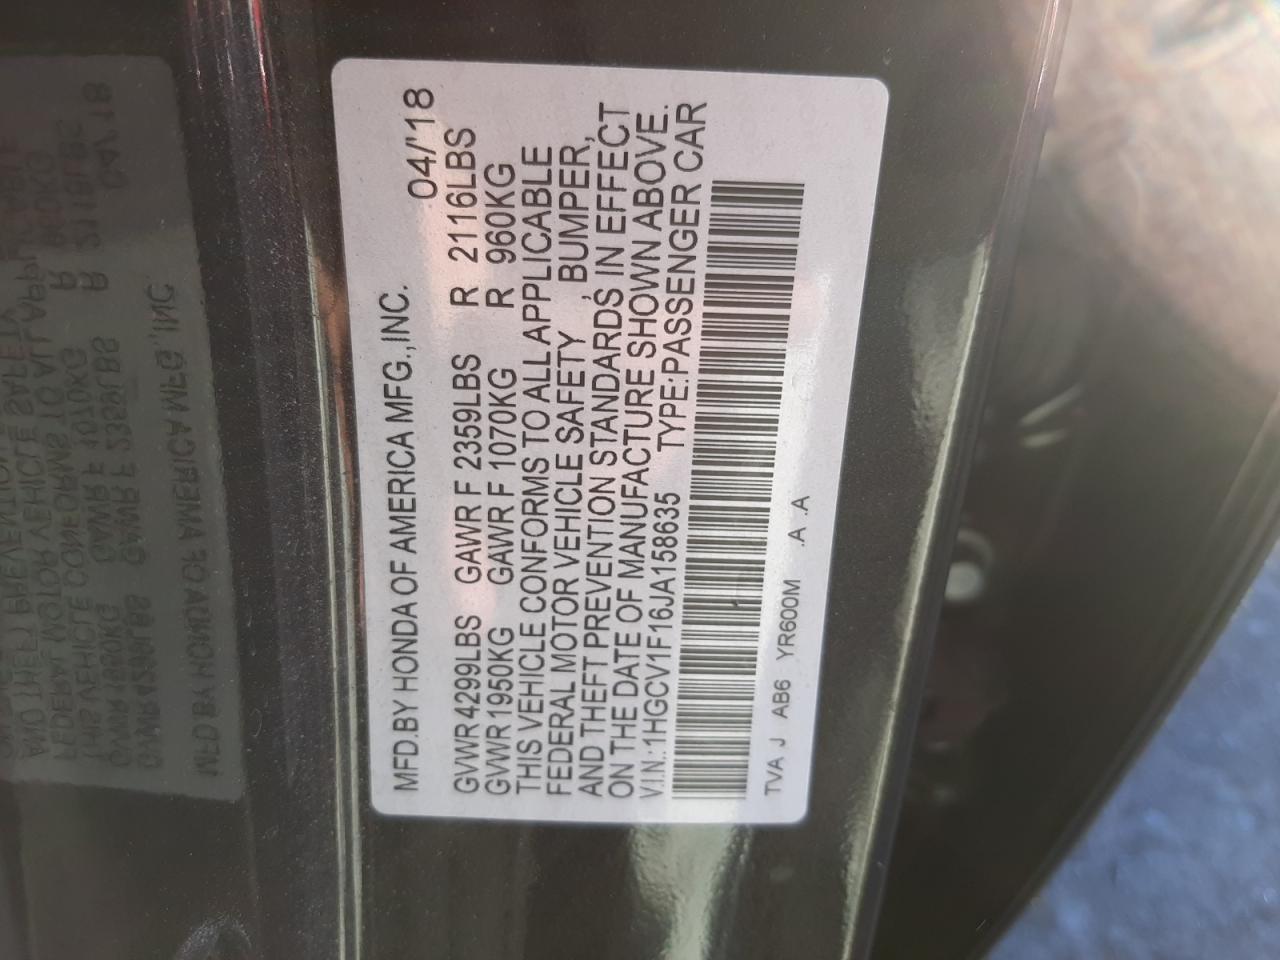 MFD.BY HONDA OF AMERICA MFG.,INC. 04/'18
GVWR 4299LBS GAWR F 2359LBS R 2116LBS
GVWR 1950KG GAWR F 1070KG R 960KG
THIS VEHICLE CONFORMS TO ALL APPLICABLE
FEDERAL MOTOR VEHICLE SAFETY , BUMPER,
AND THEFT PREVENTION STANDARDS IN EFFECT
ON THE DATE OF MANUFACTURE SHOWN ABOVE.
V.I.N.:1HGCV1F16JA158635 TYPE:PASSENGER CAR
TVA J AB6 YR600M .A .A